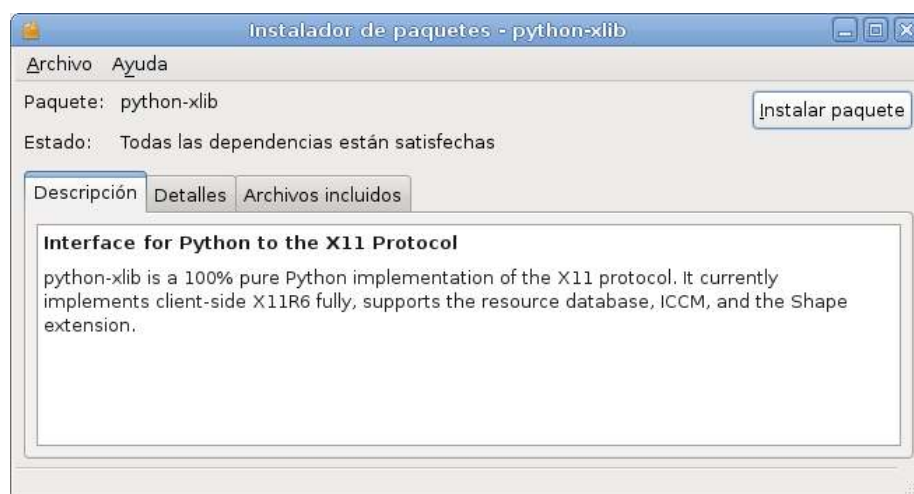 Instalador de paquetes - python-xlib
Archivo Ayuda
Paquete: python-xlib
Instalar paquete
Estado: Todas las dependencias están satisfechas
Descripción Detalles Archivos incluidos
Interface for Python to the X11 Protocol
python-xlib is a 100% pure Python implementation of the X11 protocol. It currently
implements client-side X11R6 fully, supports the resource database, ICCM, and the Shape
extension.